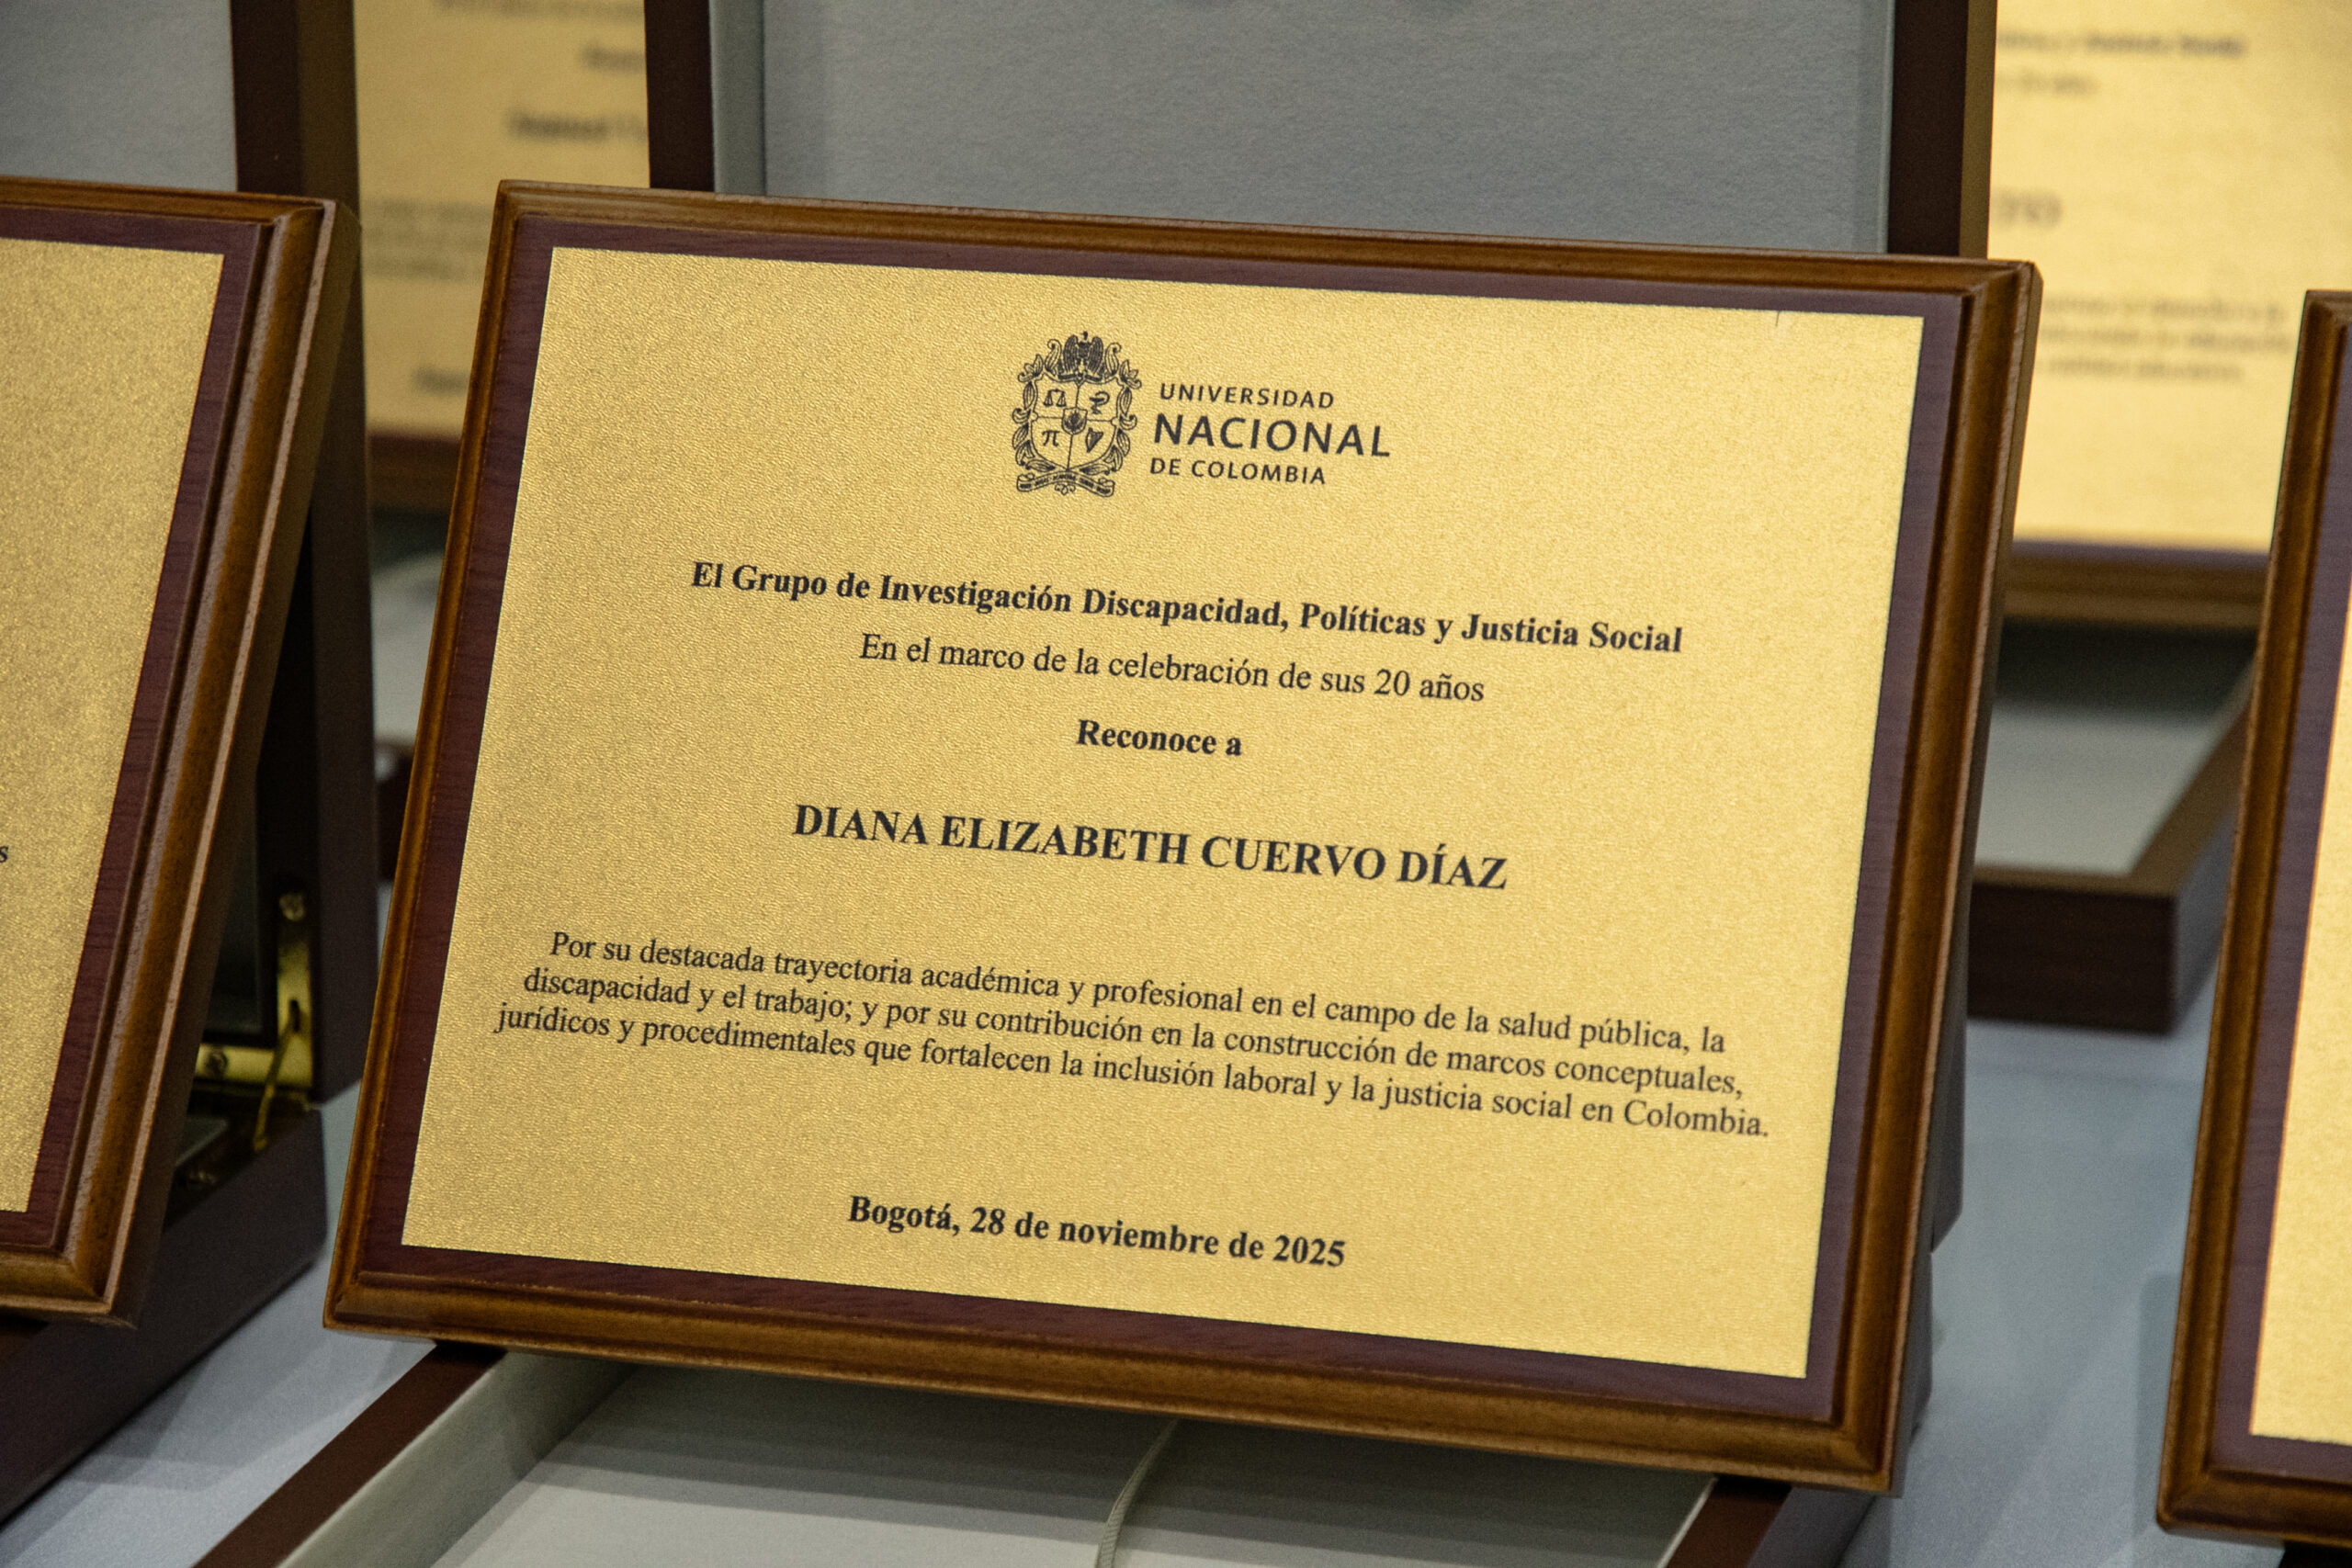 UNIVERSIDAD
NACIONAL
DE COLOMBIA
El Grupo de Investigación Discapacidad, Políticas y Justicia Social
En el marco de la celebración de sus 20 años
Reconoce a
DIANA ELIZABETH CUERVO DÍAZ
Por su destacada trayectoria académica y profesional en el campo de la salud pública, la
discapacidad y el trabajo; y por su contribución en la construcción de marcos conceptuales,
jurídicos y procedimentales que fortalecen la inclusión laboral y la justicia social en Colombia.
Bogotá, 28 de noviembre de 2025